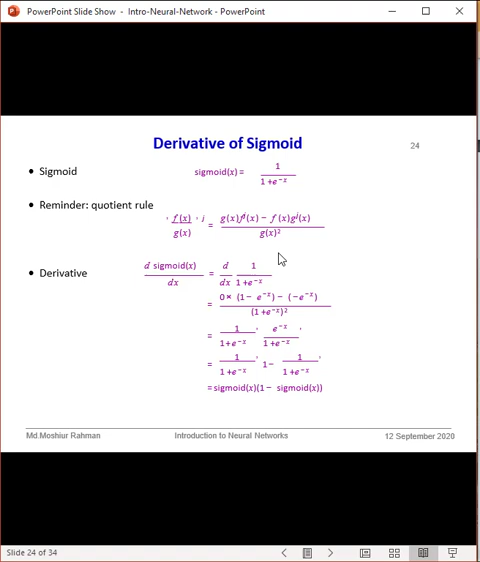 PowerPoint Slide Show - Intro-Neural-Network - PowerPoint
Derivative of Sigmoid
24
• Sigmoid
sigmoid(x) = 1 / 1+e^−x
• Reminder: quotient rule
' f(x) / g(x) ' j = g(x)f^j(x) − f(x)g^j(x) / g(x)^2
• Derivative
d sigmoid(x) / dx = d / dx 1 / 1+e^−x
= 0 × (1 − e^−x) − (−e^−x) / (1+e^−x)^2
= 1 / 1+e^−x ' e^−x / 1+e^−x '
= 1 / 1+e^−x ' 1 − 1 / 1+e^−x '
= sigmoid(x)(1 − sigmoid(x))
Md.Moshiur Rahman
Introduction to Neural Networks
12 September 2020
Slide 24 of 34